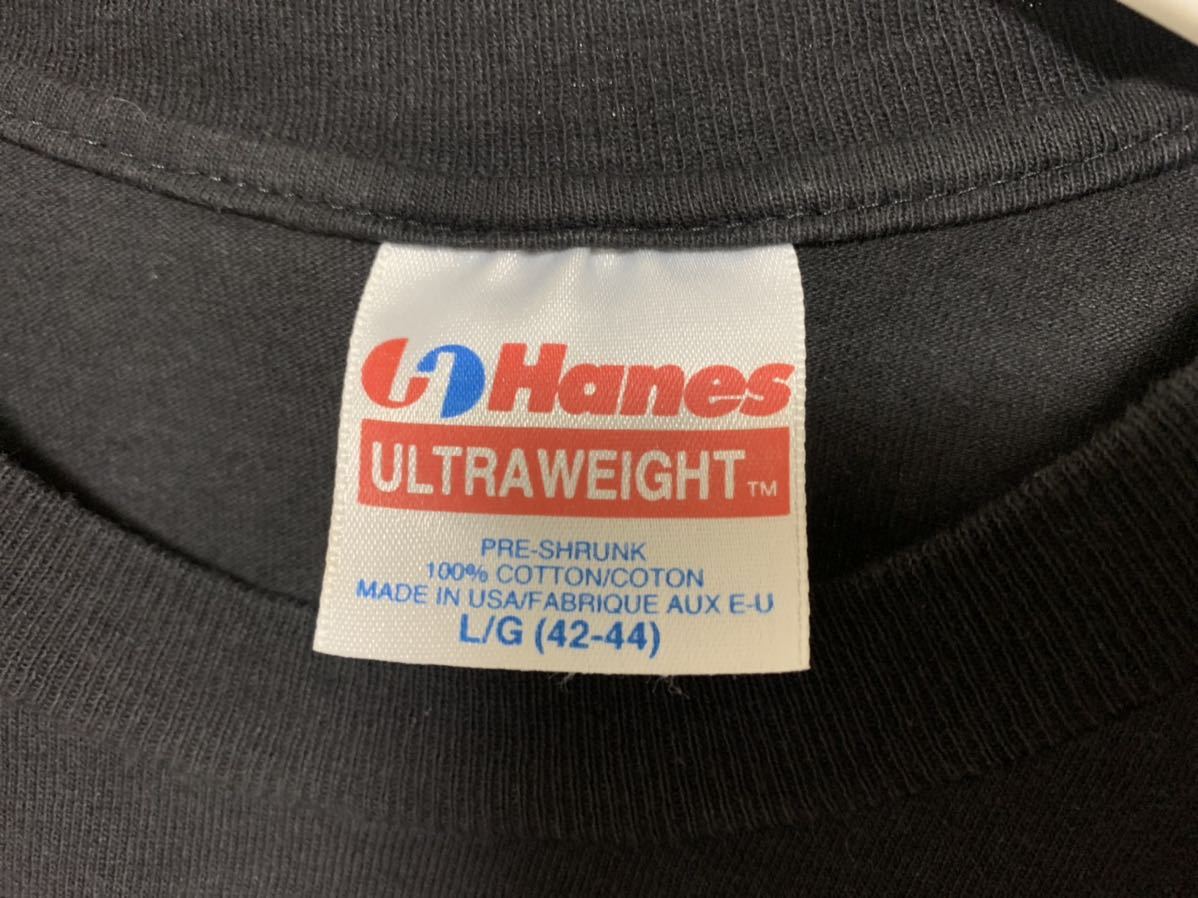 Hanes
ULTRAWEIGHT™
PRE-SHRUNK
100% COTTON/COTON
MADE IN USA/FABRIQUE AUX E-U
L/G (42-44)